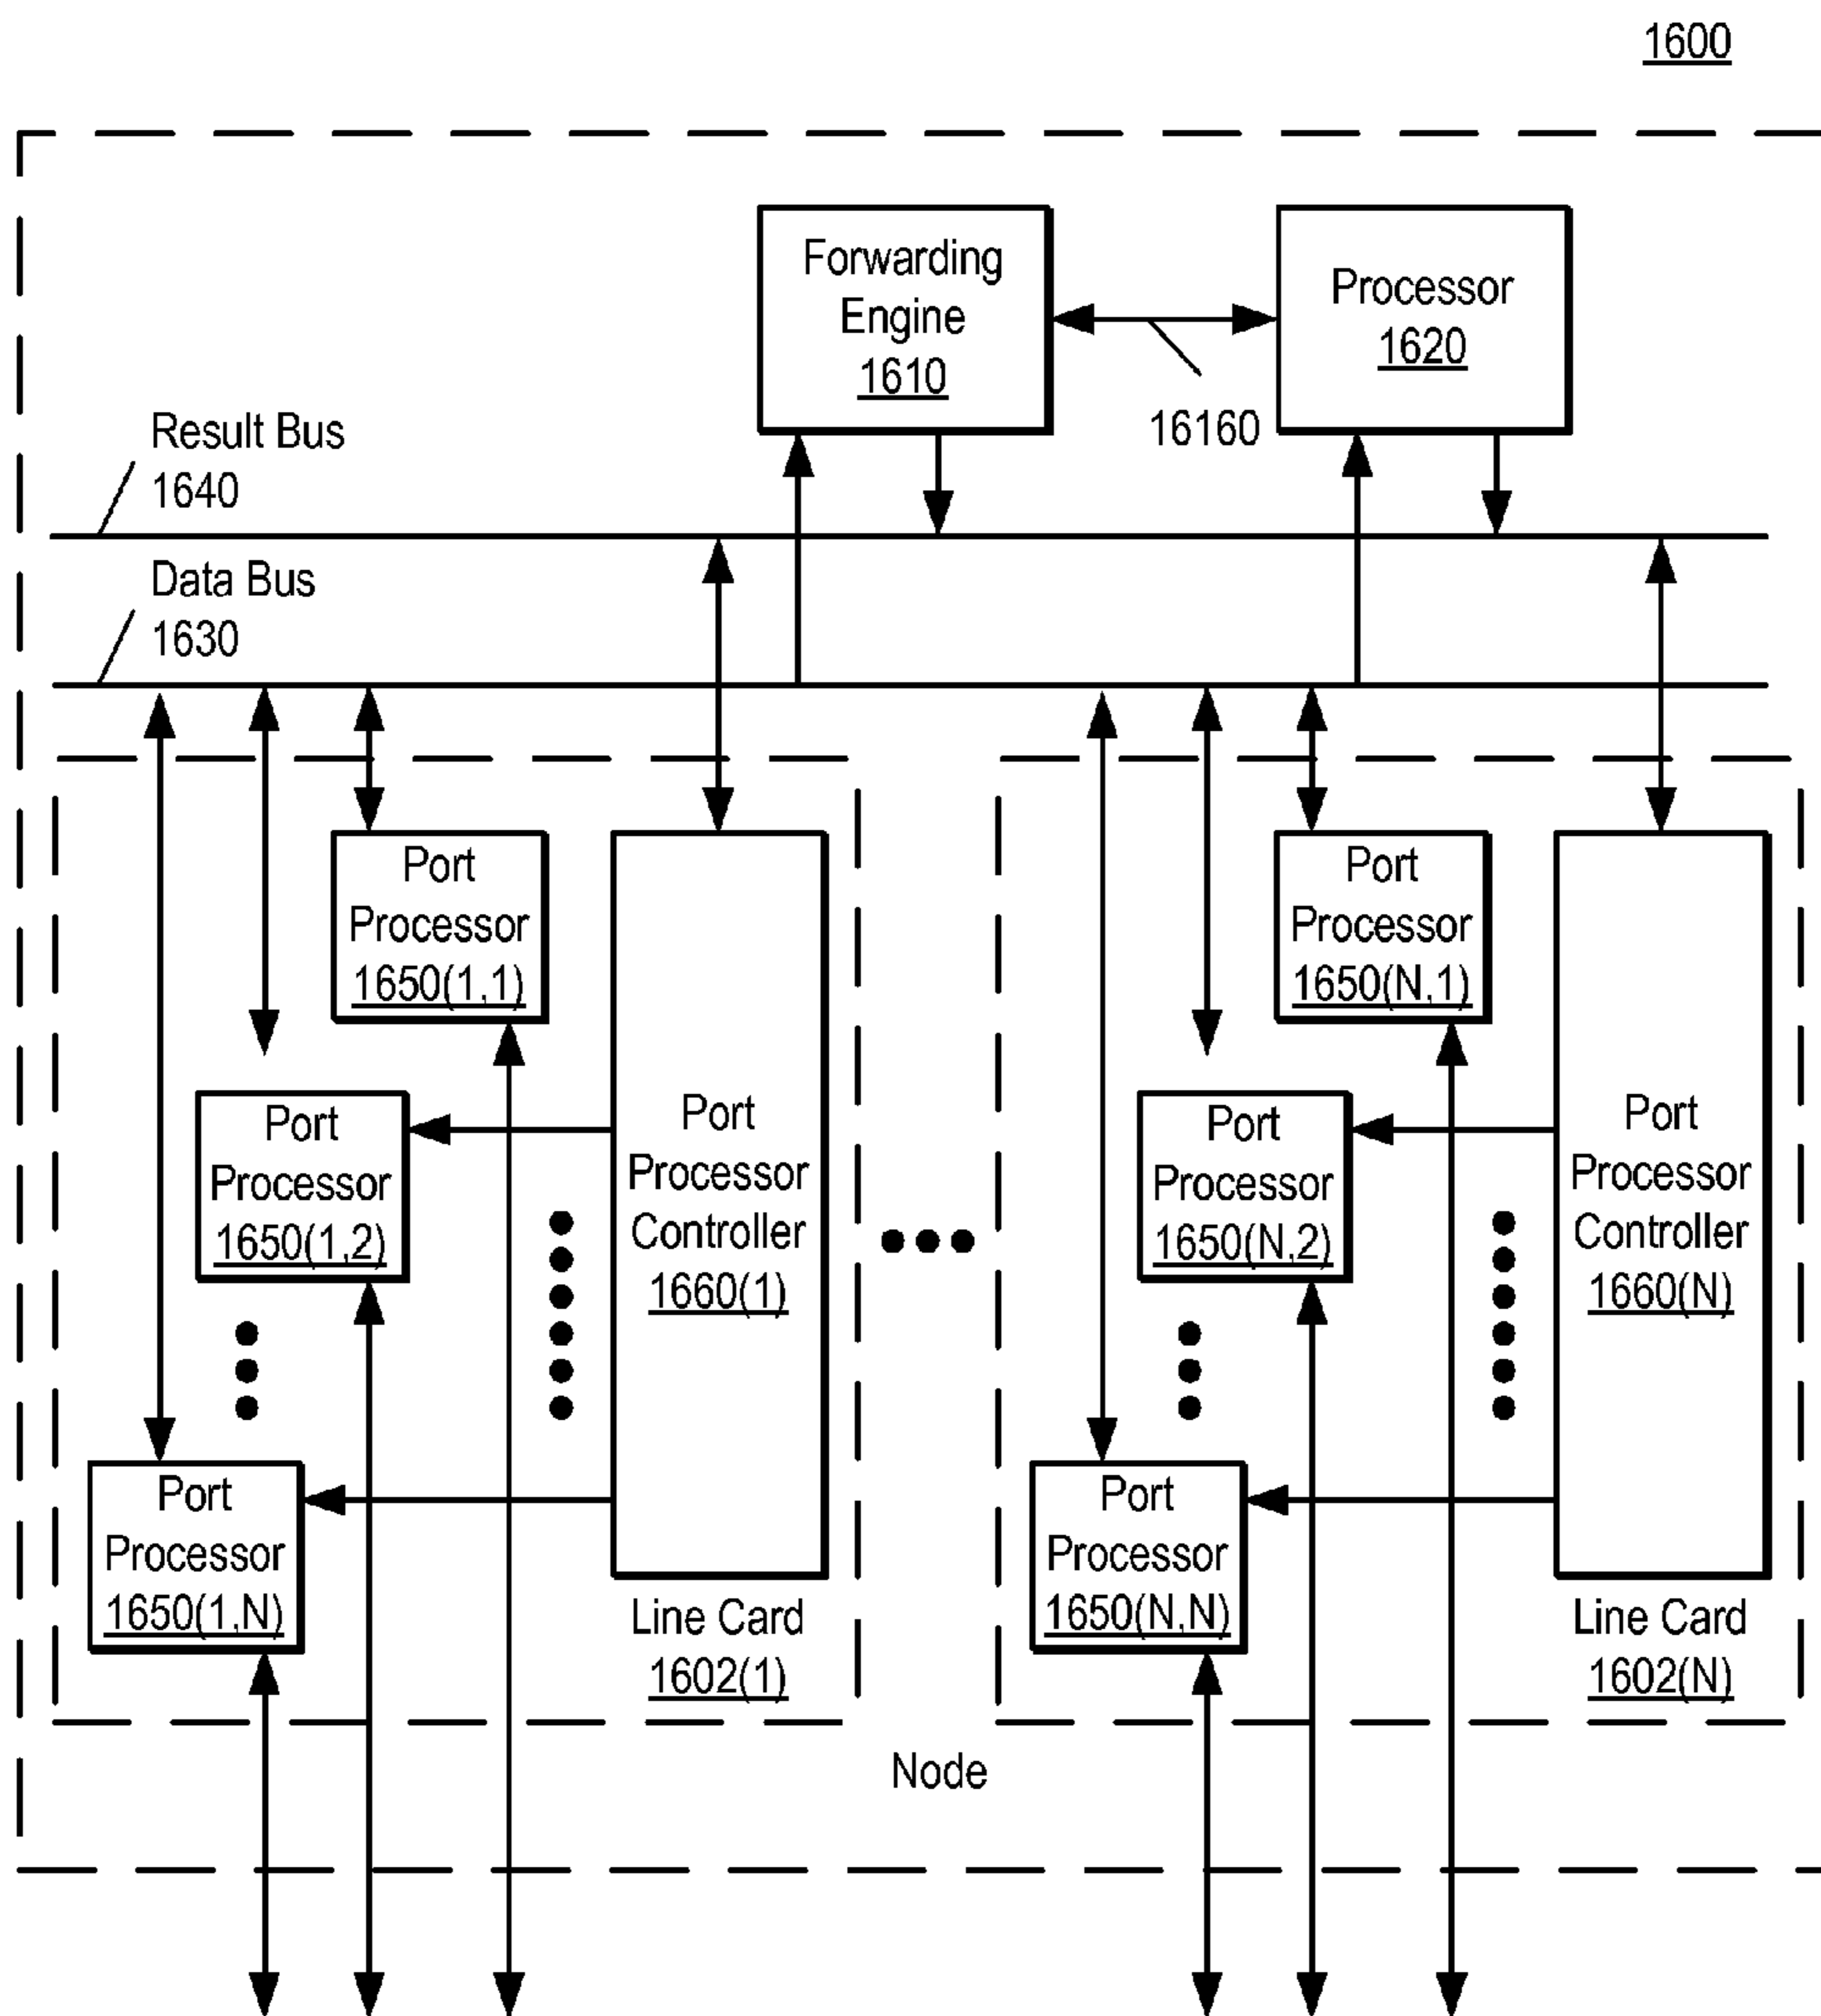 1600
Forwarding
Engine
1610
Processor
1620
16160
Result Bus
1640
Data Bus
1630
Port
Processor
1650(1,1)
Port
Processor
1650(1,2)
Port
Processor
1650(1,N)
Port
Processor
Controller
1660(1)
Line Card
1602(1)
Port
Processor
1650(N,1)
Port
Processor
1650(N,2)
Port
Processor
1650(N,N)
Port
Processor
Controller
1660(N)
Line Card
1602(N)
Node